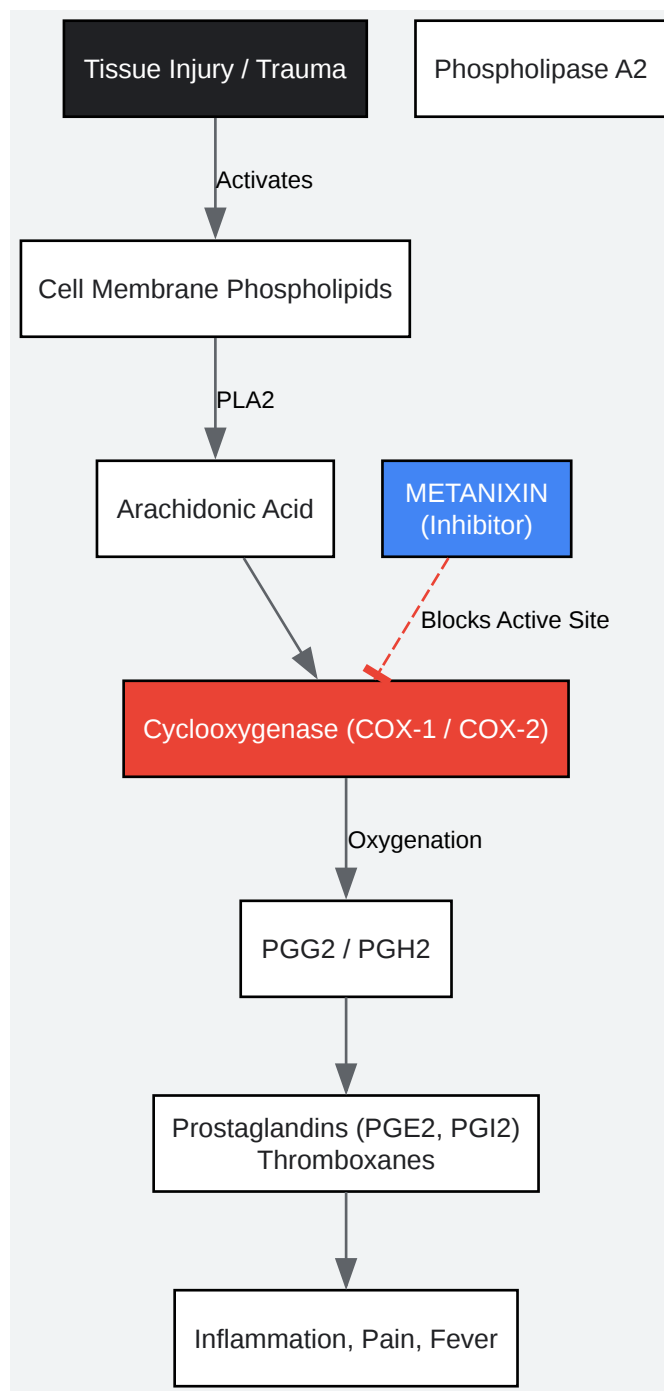 Tissue Injury / Trauma
Phospholipase A2
Activates
Cell Membrane Phospholipids
PLA2
Arachidonic Acid
METANIXIN
(Inhibitor)
Blocks Active Site
Cyclooxygenase (COX-1 / COX-2)
Oxygenation
PGG2 / PGH2
Prostaglandins (PGE2, PGI2)
Thromboxanes
Inflammation, Pain, Fever